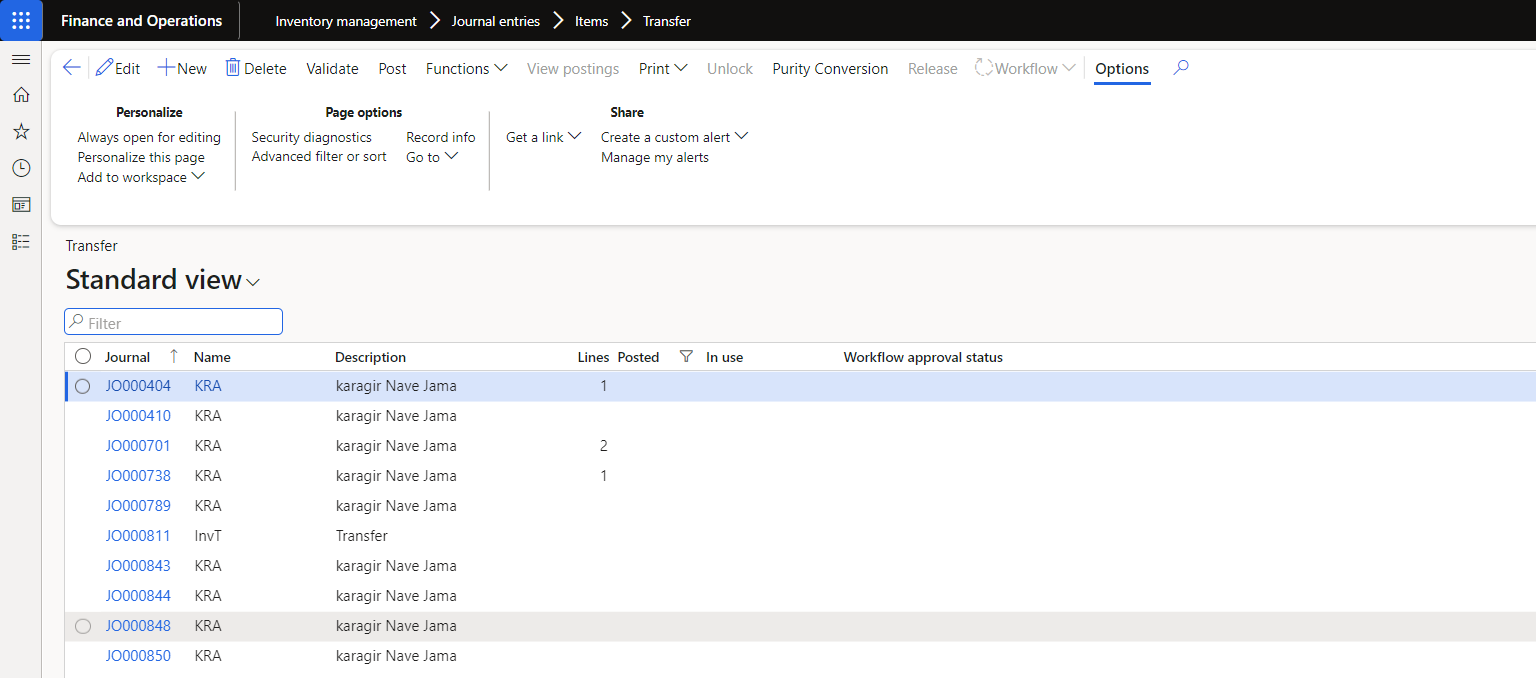 Finance and Operations Inventory management Journal entries Items Transfer
Edit New Delete Validate Post Functions View postings Print Unlock Purity Conversion Release Workflow Options
Personalize Page options Share
Always open for editing Security diagnostics Record info Get a link Create a custom alert
Personalize this page Advanced filter or sort Go to Manage my alerts
Add to workspace
Transfer
Standard view
Filter
Journal Name Description Lines Posted In use Workflow approval status
JO000404 KRA karagir Nave Jama 1
JO000410 KRA karagir Nave Jama
JO000701 KRA karagir Nave Jama 2
JO000738 KRA karagir Nave Jama 1
JO000789 KRA karagir Nave Jama
JO000811 InvT Transfer
JO000843 KRA karagir Nave Jama
JO000844 KRA karagir Nave Jama
JO000848 KRA karagir Nave Jama
JO000850 KRA karagir Nave Jama